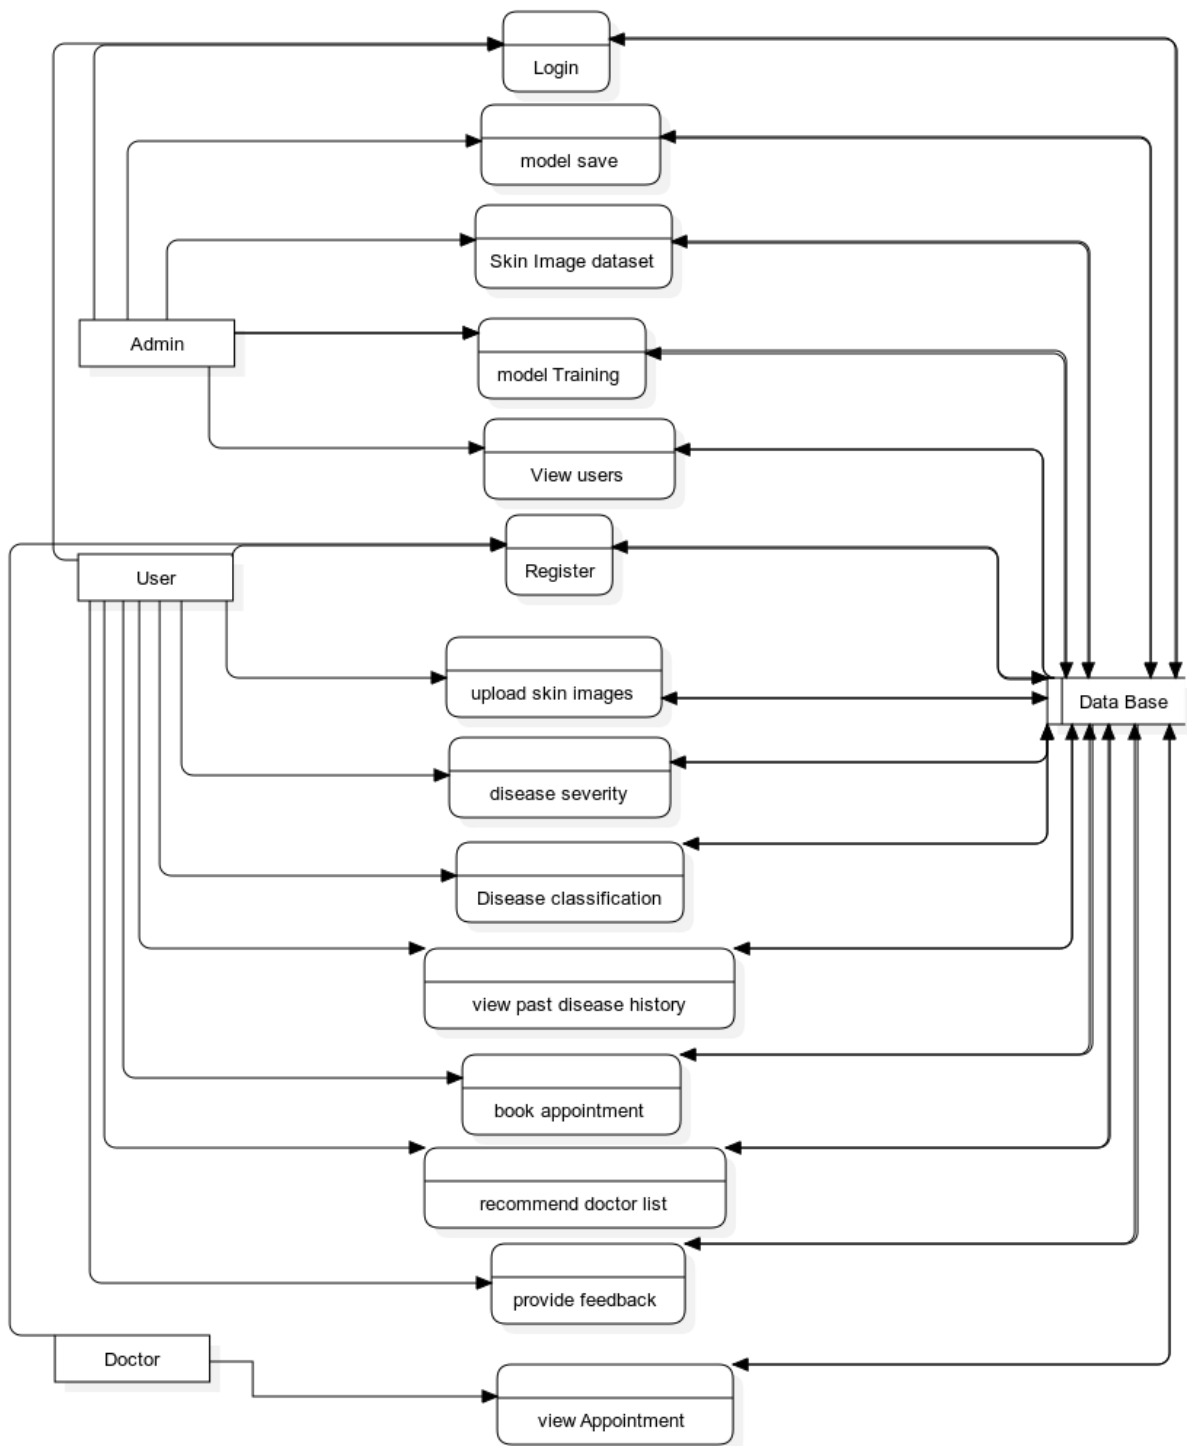 Login
model save
Skin Image dataset
Admin
model Training
View users
Register
User
upload skin images
Data Base
disease severity
Disease classification
view past disease history
book appointment
recommend doctor list
provide feedback
Doctor
view Appointment